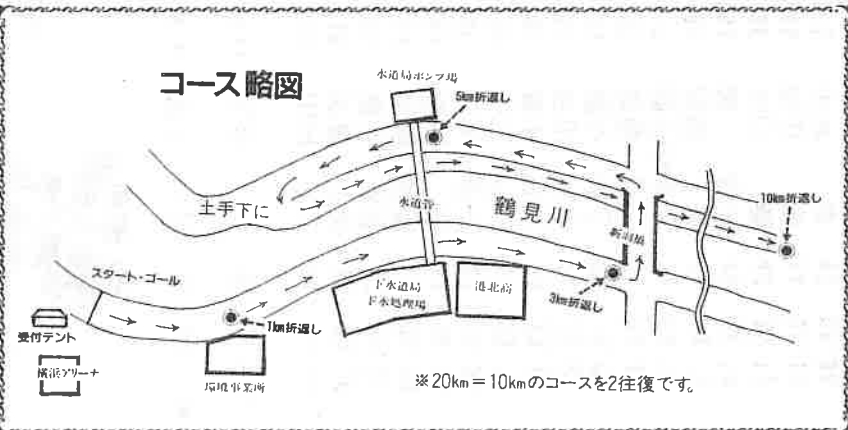 コース略図
水道局ポンプ場
5km折返し
10km折返し
土手下に
水道管
鶴見川
新羽橋
スタート・ゴール
1km折返し
下水道局
下水処理場
港北高
3km折返し
受付テント
横浜アリーナ
環境事業所
※20km=10kmのコースを2往復です。